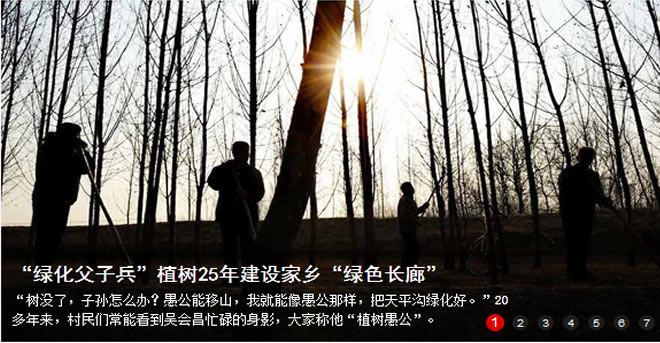 “绿化父子兵”植树25年建设家乡“绿色长廊”
“树没了，子孙怎么办？愚公能移山，我就能像愚公那样，把天平沟绿化好。”20
多年来，村民们常能看到吴会昌忙碌的身影，大家称他“植树愚公”。
1 2 3 4 5 6 7